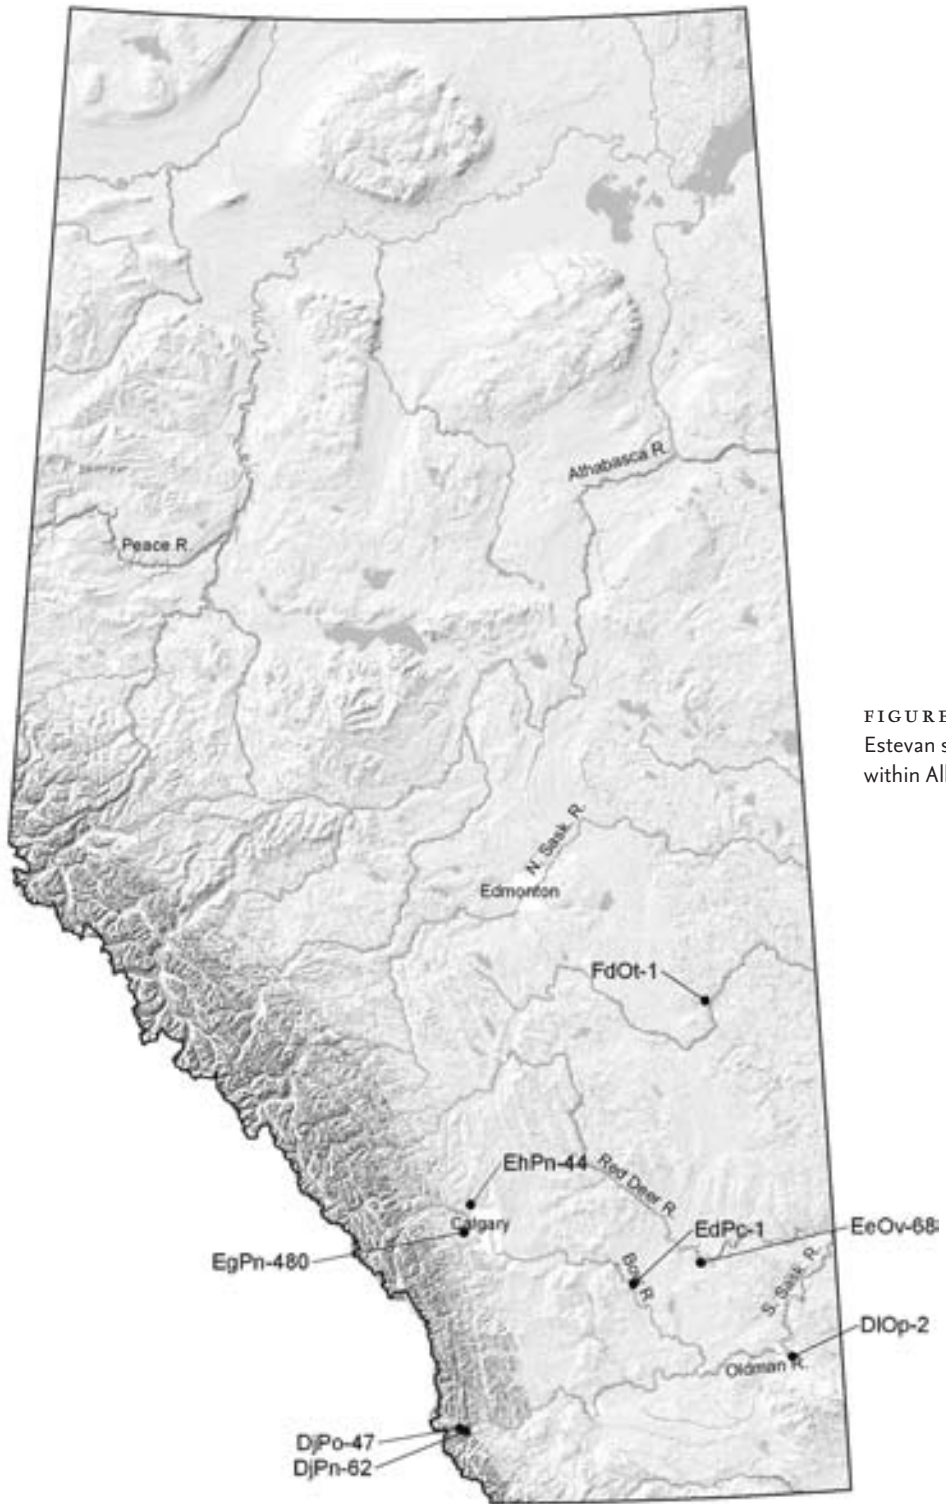 Athabasca R.
Peace R.
FIGURE
Estevan s
within All
N. Sask. R.
Edmonton
FdOt-1
EhPn-44
Red Deer R.
Calgary
EdPc-1
EeOv-68
EgPn-480
Bow R.
S. Sask. R.
DlOp-2
Oldman R.
DjPo-47
DjPn-62